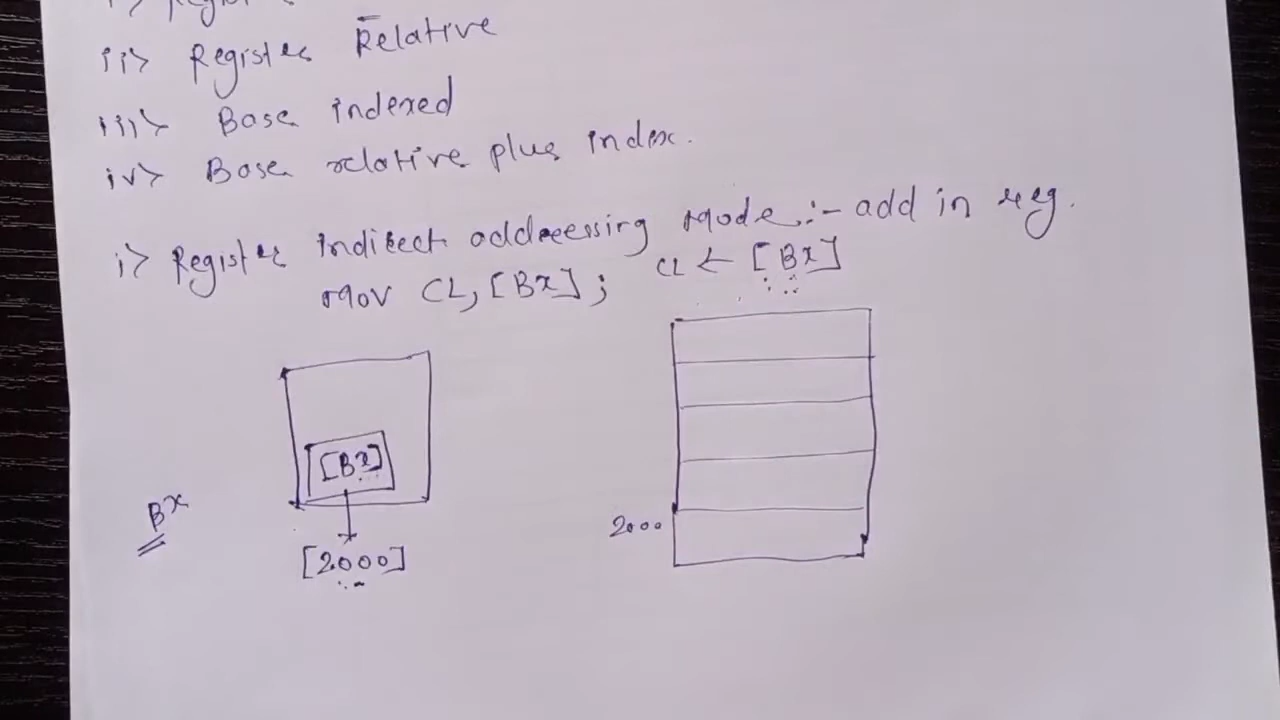 ii> Register Relative
iii> Base indexed
iv> Base relative plus index.
i> Register indirect addressing mode :- add in reg.
mov CL, [Bx] ; CL ← [Bx]
[Bx]
Bx
[2000]
2000